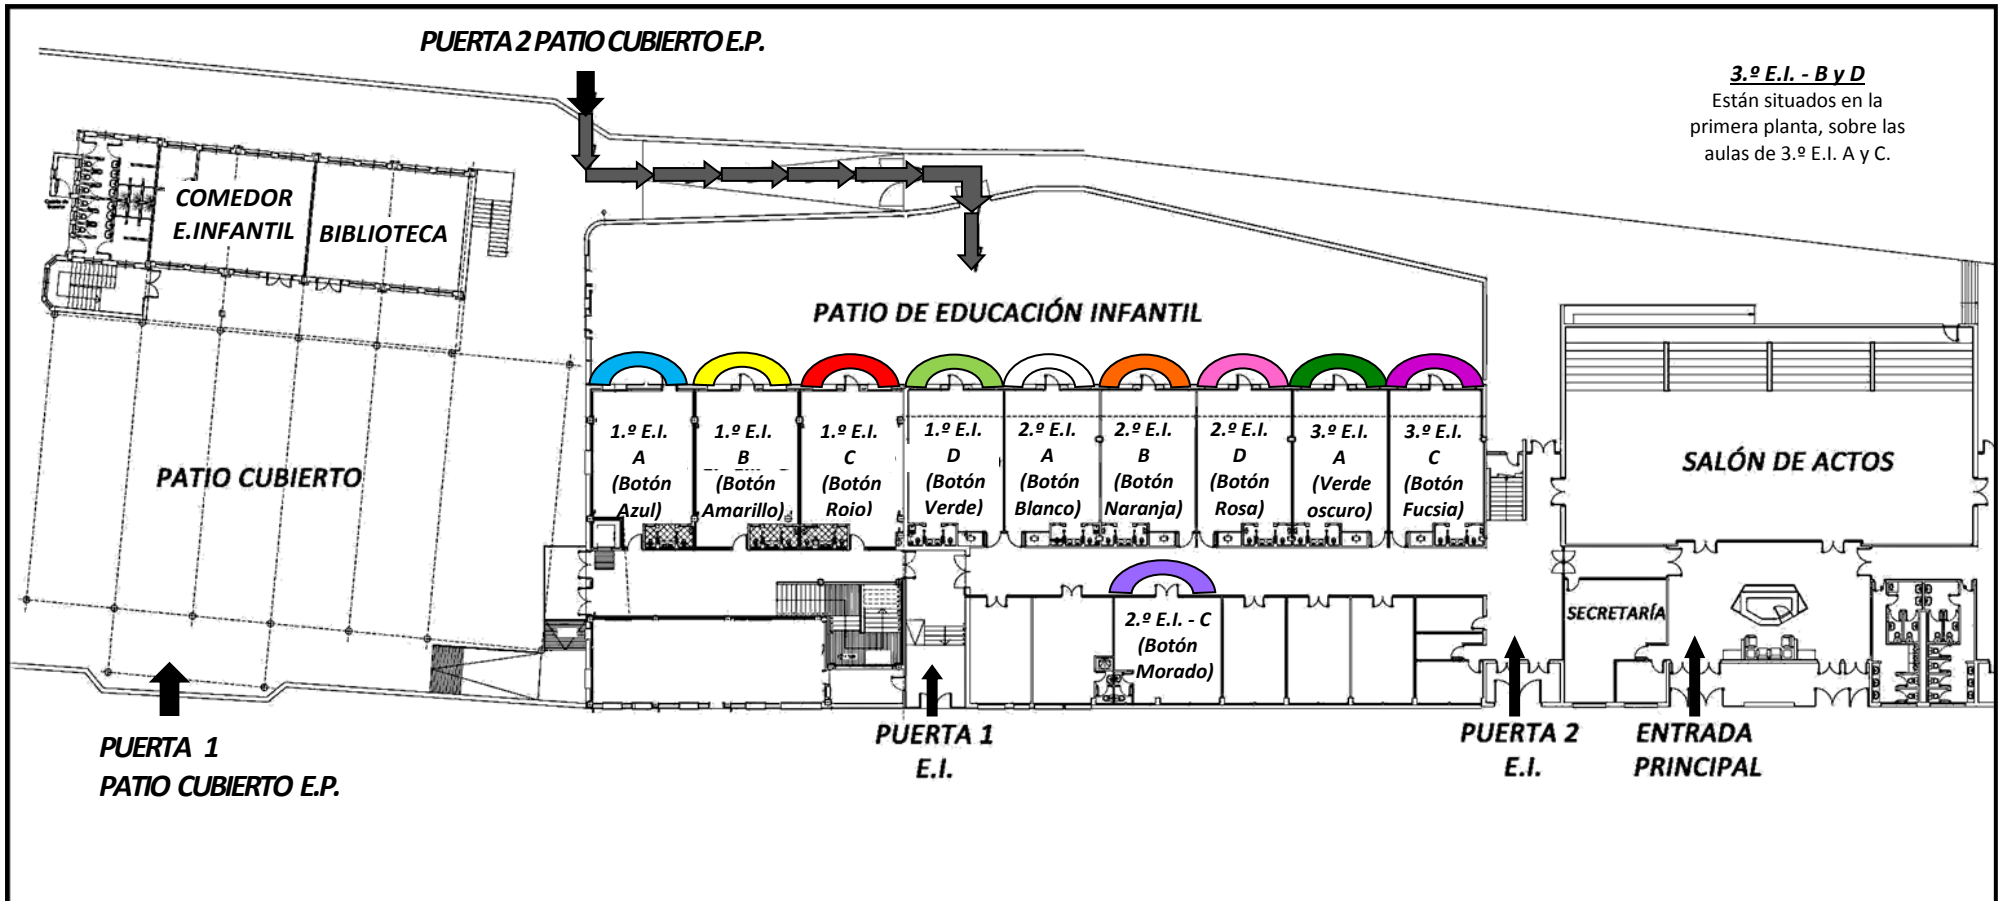 PUERTA 2 PATIO CUBIERTO E.P.
3.º E.I. - B y D
Están situados en la
primera planta, sobre las
aulas de 3.º E.I. A y C.
COMEDOR
E.INFANTIL
BIBLIOTECA
PATIO DE EDUCACIÓN INFANTIL
PATIO CUBIERTO
1.º E.I.
A
(Botón
Azul)
1.º E.I.
B
(Botón
Amarillo)
1.º E.I.
C
(Botón
Rojo)
1.º E.I.
D
(Botón
Verde)
2.º E.I.
A
(Botón
Blanco)
2.º E.I.
B
(Botón
Naranja)
2.º E.I.
D
(Botón
Rosa)
3.º E.I.
A
(Verde
oscuro)
3.º E.I.
C
(Botón
Fucsia)
SALÓN DE ACTOS
2.º E.I. - C
(Botón
Morado)
SECRETARÍA
PUERTA 1
PATIO CUBIERTO E.P.
PUERTA 1
E.I.
PUERTA 2
E.I.
ENTRADA
PRINCIPAL